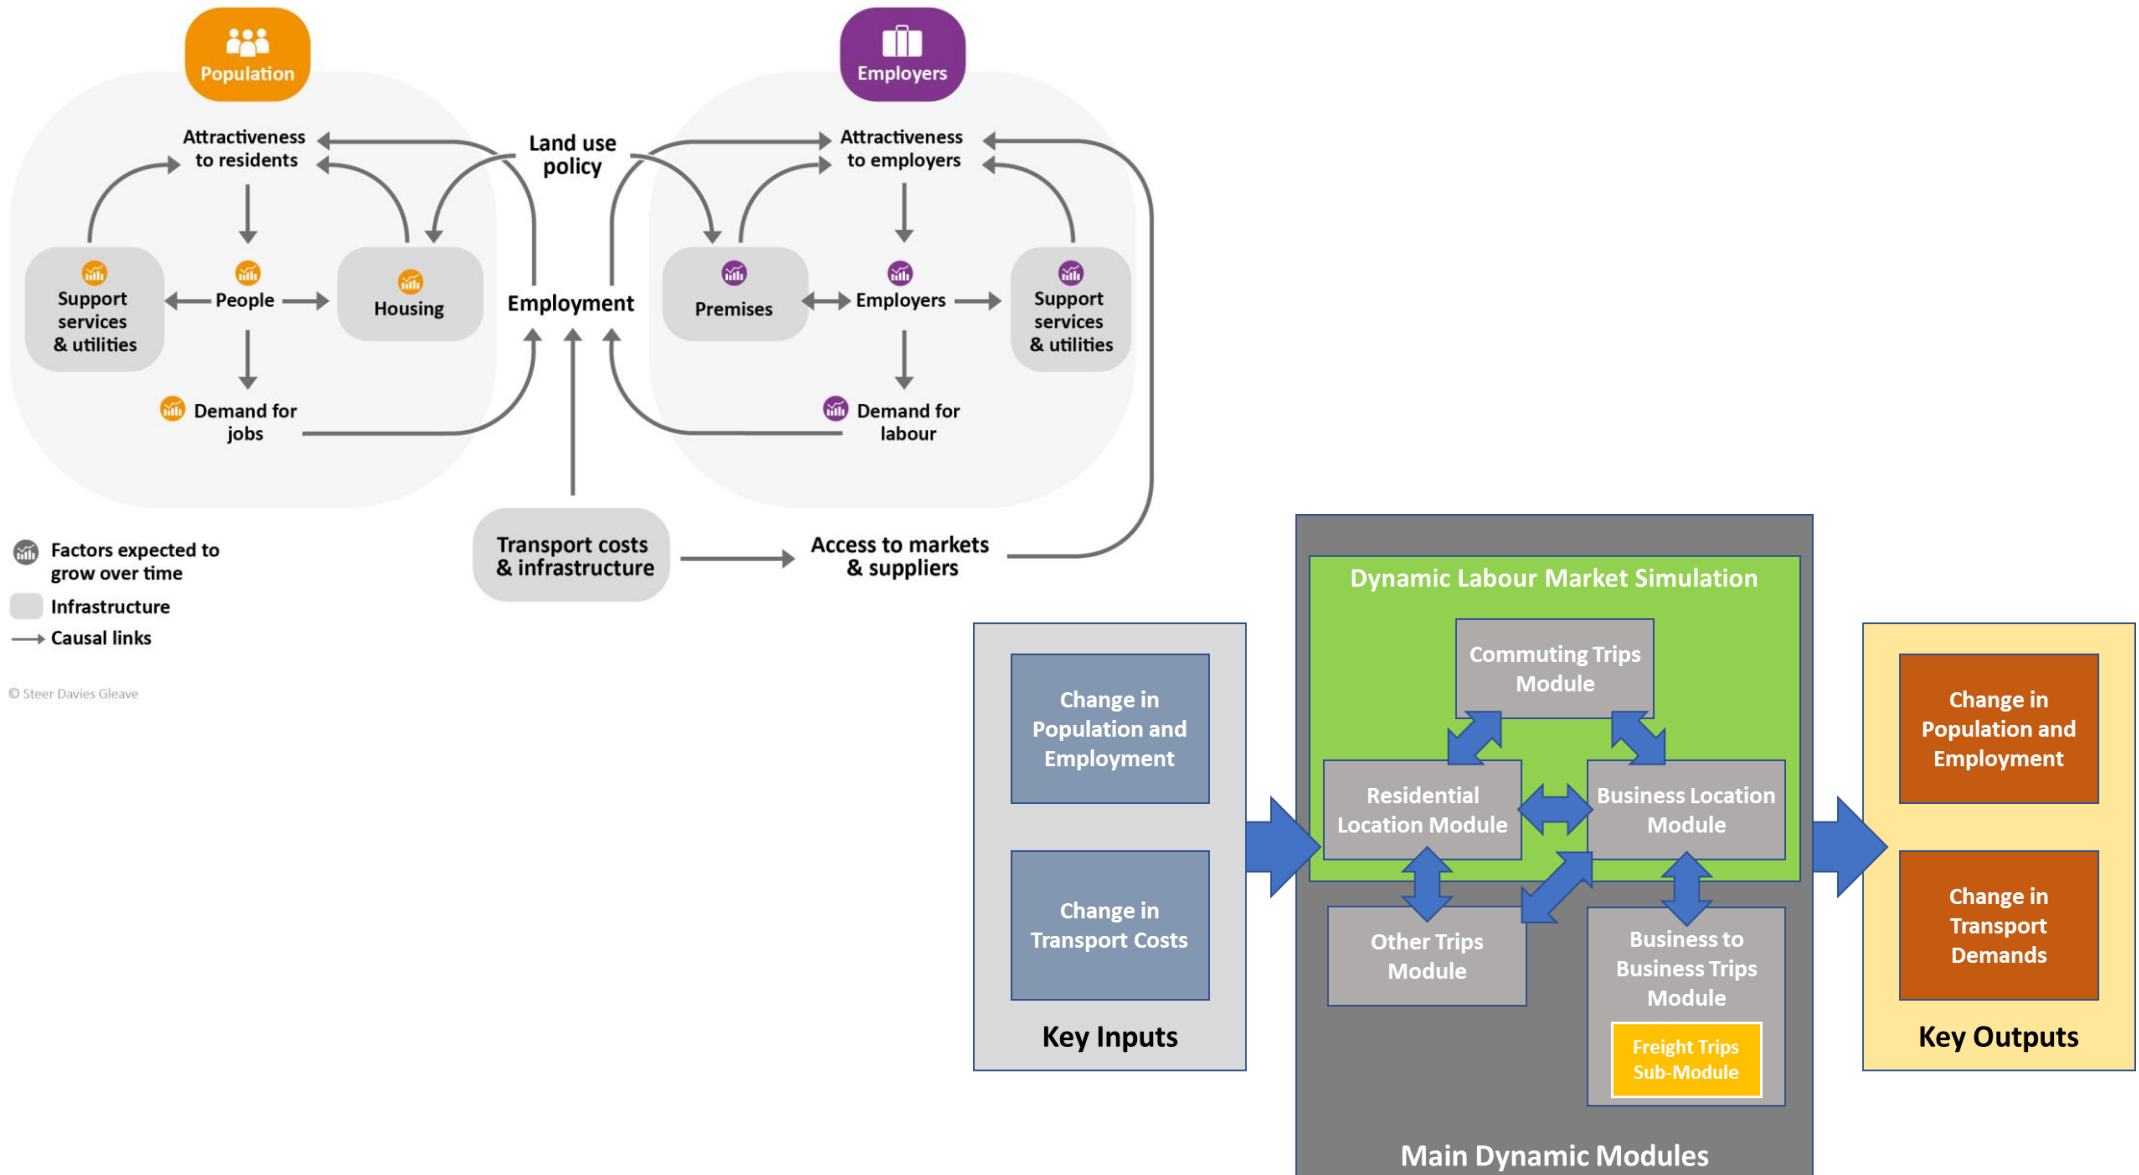 Population
Employers
Attractiveness
to residents
Land use
policy
Attractiveness
to employers
Support
services
& utilities
People
Housing
Employment
Premises
Employers
Support
services
& utilities
Demand for
jobs
Demand for
labour
Transport costs
& infrastructure
Access to markets
& suppliers
Factors expected to
grow over time
Infrastructure
Causal links
© Steer Davies Gleave
Change in
Population and
Employment
Change in
Transport Costs
Key Inputs
Dynamic Labour Market Simulation
Commuting Trips
Module
Residential
Location Module
Business Location
Module
Other Trips
Module
Business to
Business Trips
Module
Freight Trips
Sub-Module
Main Dynamic Modules
Change in
Population and
Employment
Change in
Transport
Demands
Key Outputs